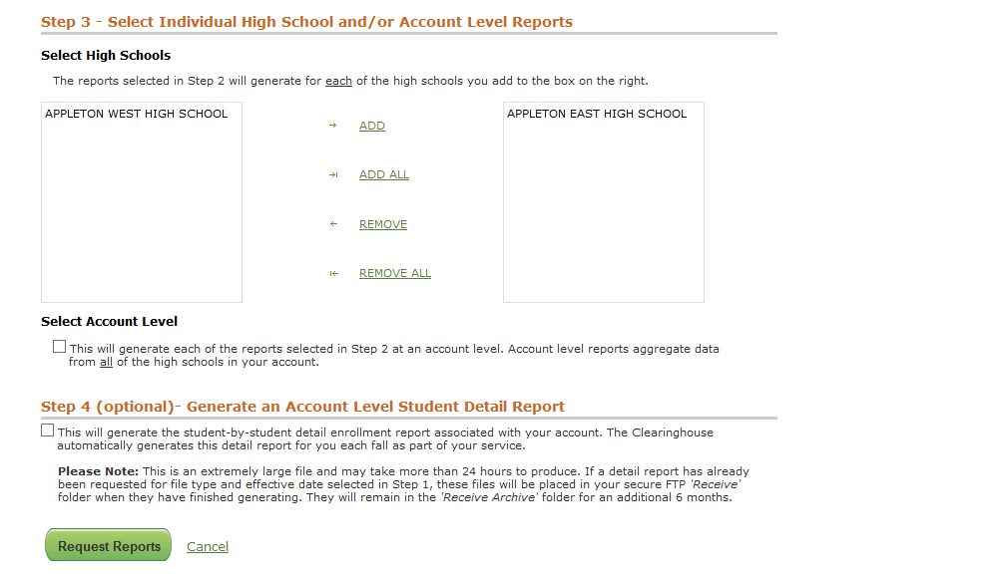 Step 3 - Select Individual High School and/or Account Level Reports
Select High Schools
The reports selected in Step 2 will generate for each of the high schools you add to the box on the right.
APPLETON WEST HIGH SCHOOL
ADD
ADD ALL
REMOVE
REMOVE ALL
APPLETON EAST HIGH SCHOOL
Select Account Level
This will generate each of the reports selected in Step 2 at an account level. Account level reports aggregate data
from all of the high schools in your account.
Step 4 (optional)- Generate an Account Level Student Detail Report
This will generate the student-by-student detail enrollment report associated with your account. The Clearinghouse
automatically generates this detail report for you each fall as part of your service.
Please Note: This is an extremely large file and may take more than 24 hours to produce. If a detail report has already
been requested for file type and effective date selected in Step 1, these files will be placed in your secure FTP 'Receive'
folder when they have finished generating. They will remain in the 'Receive Archive' folder for an additional 6 months.
Request Reports
Cancel